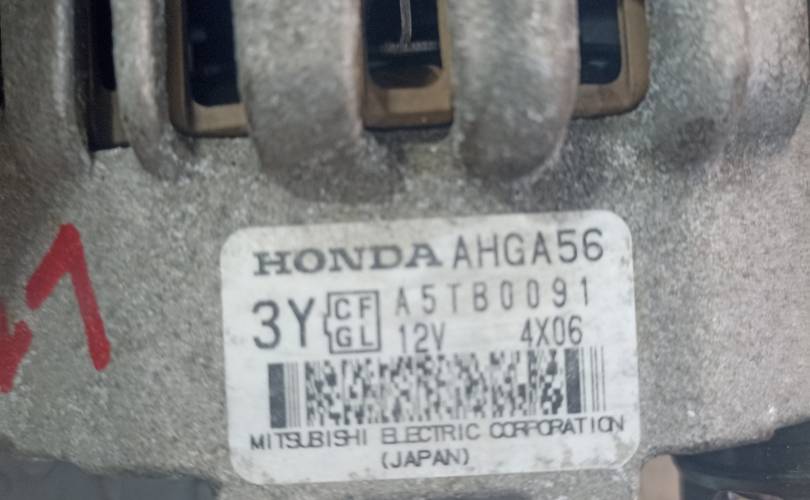 HONDA AHGA56
3Y CF GL A5TB0091
12V 4X06
MITSUBISHI ELECTRIC CORPORATION
(JAPAN)